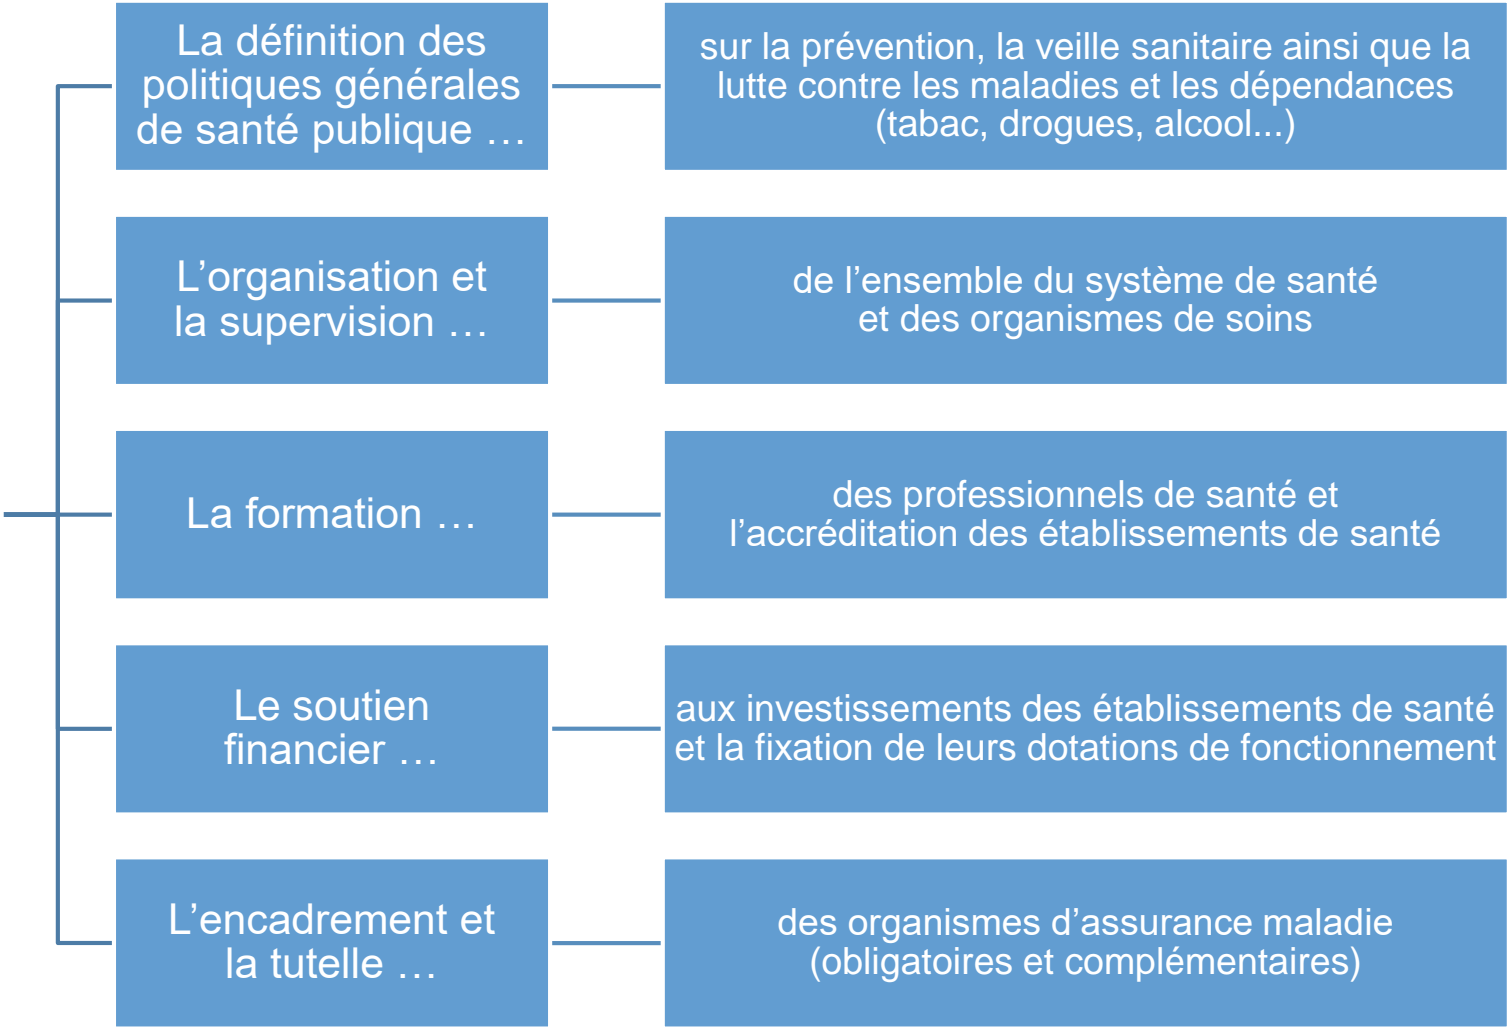 La définition des
politiques générales
de santé publique …
sur la prévention, la veille sanitaire ainsi que la
lutte contre les maladies et les dépendances
(tabac, drogues, alcool...)
L’organisation et
la supervision …
de l’ensemble du système de santé
et des organismes de soins
La formation …
des professionnels de santé et
l’accréditation des établissements de santé
Le soutien
financier …
aux investissements des établissements de santé
et la fixation de leurs dotations de fonctionnement
L’encadrement et
la tutelle …
des organismes d’assurance maladie
(obligatoires et complémentaires)